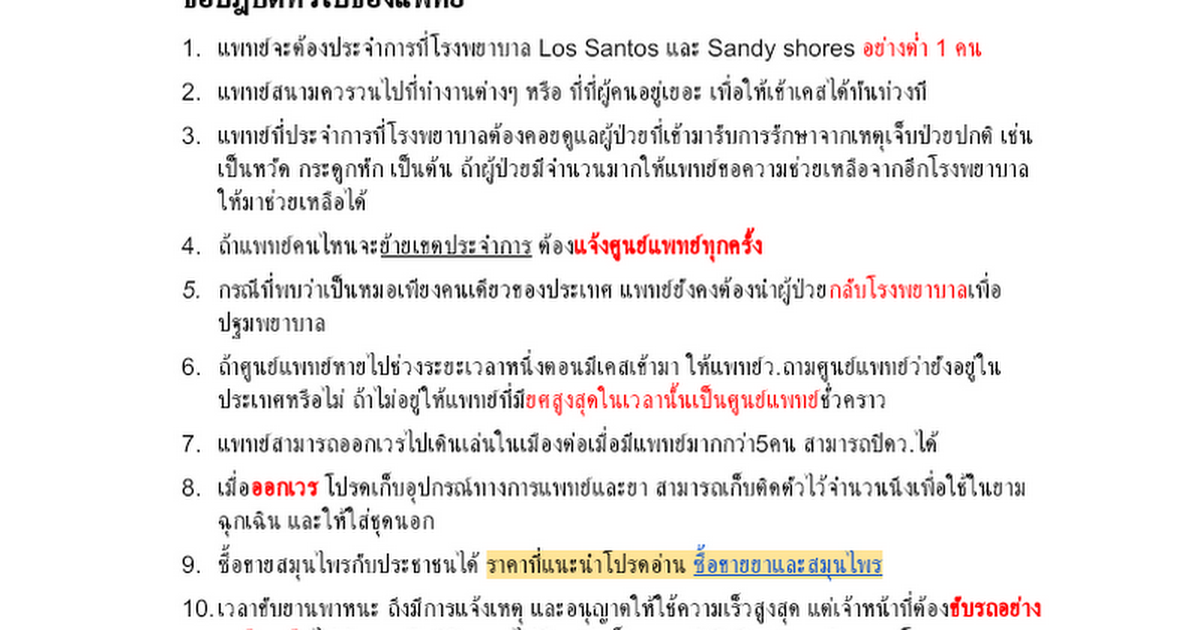 ข้อปฏิบัติทั่วไปของแพทย์
1. แพทย์จะต้องประจำการที่โรงพยาบาล Los Santos และ Sandy shores อย่างต่ำ 1 คน
2. แพทย์สนามควรวนไปที่ทำงานต่างๆ หรือ ที่ที่ผู้คนอยู่เยอะ เพื่อให้เข้าเคสได้ทันท่วงที
3. แพทย์ที่ประจำการที่โรงพยาบาลต้องคอยดูแลผู้ป่วยที่เข้ามารับการรักษาจากเหตุเจ็บป่วยปกติ เช่น
เป็นหวัด กระดูกหัก เป็นต้น ถ้าผู้ป่วยมีจำนวนมากให้แพทย์ขอความช่วยเหลือจากอีกโรงพยาบาล
ให้มาช่วยเหลือได้
4. ถ้าแพทย์คนไหนจะย้ายเขตประจำการ ต้องแจ้งศูนย์แพทย์ทุกครั้ง
5. กรณีที่พบว่าเป็นหมอเพียงคนเดียวของประเทศ แพทย์ยังคงต้องนำผู้ป่วยกลับโรงพยาบาลเพื่อ
ปฐมพยาบาล
6. ถ้าศูนย์แพทย์หายไปช่วงระยะเวลาหนึ่งตอนมีเคสเข้ามา ให้แพทย์ว.ถามศูนย์แพทย์ว่ายังอยู่ใน
ประเทศหรือไม่ ถ้าไม่อยู่ให้แพทย์ที่มียศสูงสุดในเวลานั้นเป็นศูนย์แพทย์ชั่วคราว
7. แพทย์สามารถออกเวรไปเดินเล่นในเมืองต่อเมื่อมีแพทย์มากกว่า5คน สามารถปิดว.ได้
8. เมื่อออกเวร โปรดเก็บอุปกรณ์ทางการแพทย์และยา สามารถเก็บติดตัวไว้จำนวนนึงเพื่อใช้ในยาม
ฉุกเฉิน และให้ใส่ชุดนอก
9. ซื้อขายสมุนไพรกับประชาชนได้ ราคาที่แนะนำโปรดอ่าน ซื้อขายยาและสมุนไพร
10. เวลาขับยานพาหนะ ถึงมีการแจ้งเหตุ และอนุญาตให้ใช้ความเร็วสูงสุด แต่เจ้าหน้าที่ต้องขับรถอย่าง